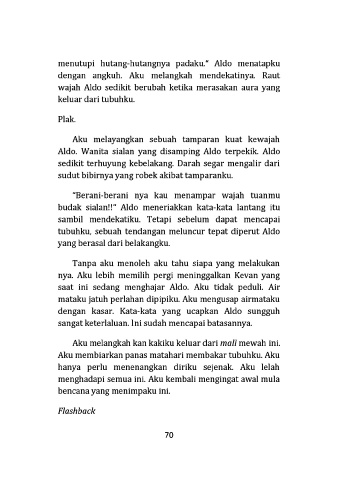 menutupi hutang-hutangnya padaku.” Aldo menatapku
dengan angkuh. Aku melangkah mendekatinya. Raut
wajah Aldo sedikit berubah ketika merasakan aura yang
keluar dari tubuhku.
Plak.
Aku melayangkan sebuah tamparan kuat kewajah
Aldo. Wanita sialan yang disamping Aldo terpekik. Aldo
sedikit terhuyung kebelakang. Darah segar mengalir dari
sudut bibirnya yang robek akibat tamparanku.
“Berani-berani nya kau menampar wajah tuanmu
budak sialan!!” Aldo meneriakkan kata-kata lantang itu
sambil mendekatiku. Tetapi sebelum dapat mencapai
tubuhku, sebuah tendangan meluncur tepat diperut Aldo
yang berasal dari belakangku.
Tanpa aku menoleh aku tahu siapa yang melakukan
nya. Aku lebih memilih pergi meninggalkan Kevan yang
saat ini sedang menghajar Aldo. Aku tidak peduli. Air
mataku jatuh perlahan dipipiku. Aku mengusap airmataku
dengan kasar. Kata-kata yang ucapkan Aldo sungguh
sangat keterlaluan. Ini sudah mencapai batasannya.
Aku melangkah kan kakiku keluar dari mall mewah ini.
Aku membiarkan panas matahari membakar tubuhku. Aku
hanya perlu menenangkan diriku sejenak. Aku lelah
menghadapi semua ini. Aku kembali mengingat awal mula
bencana yang menimpaku ini.
Flashback
70